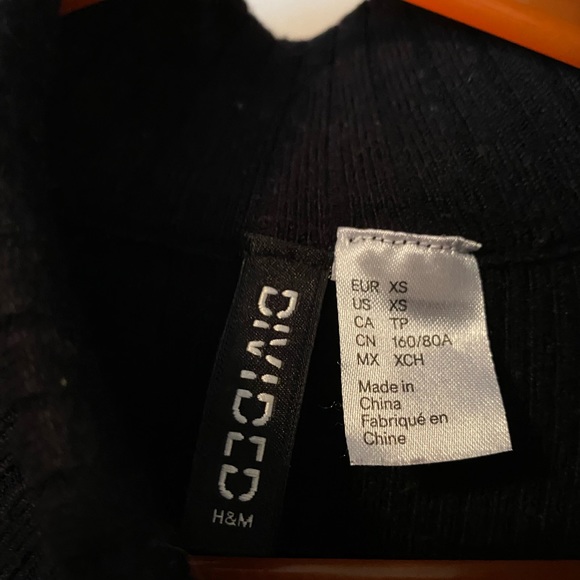 DIVIDED
H&M
EUR XS
US XS
CA TP
CN 160/80A
MX XCH
Made in
China
Fabriqué en
Chine